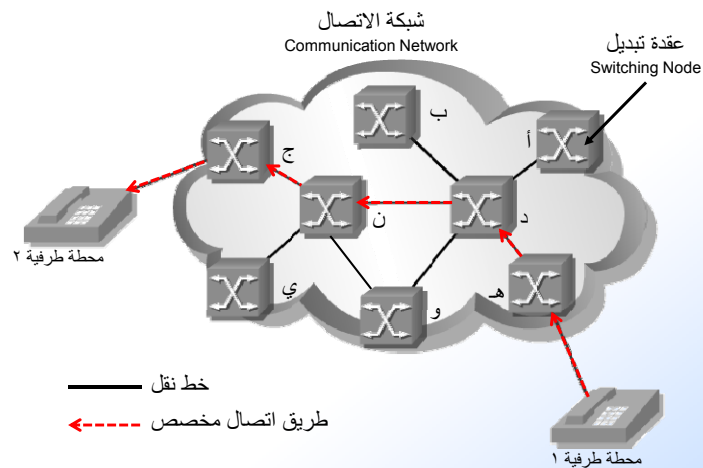 شبكة الاتصال
Communication Network
عقدة تبديل
Switching Node
ب
أ
ج
ن
د
محطة طرفية ٢
ي
و
هـ
خط نقل
طريق اتصال مخصص
محطة طرفية ١